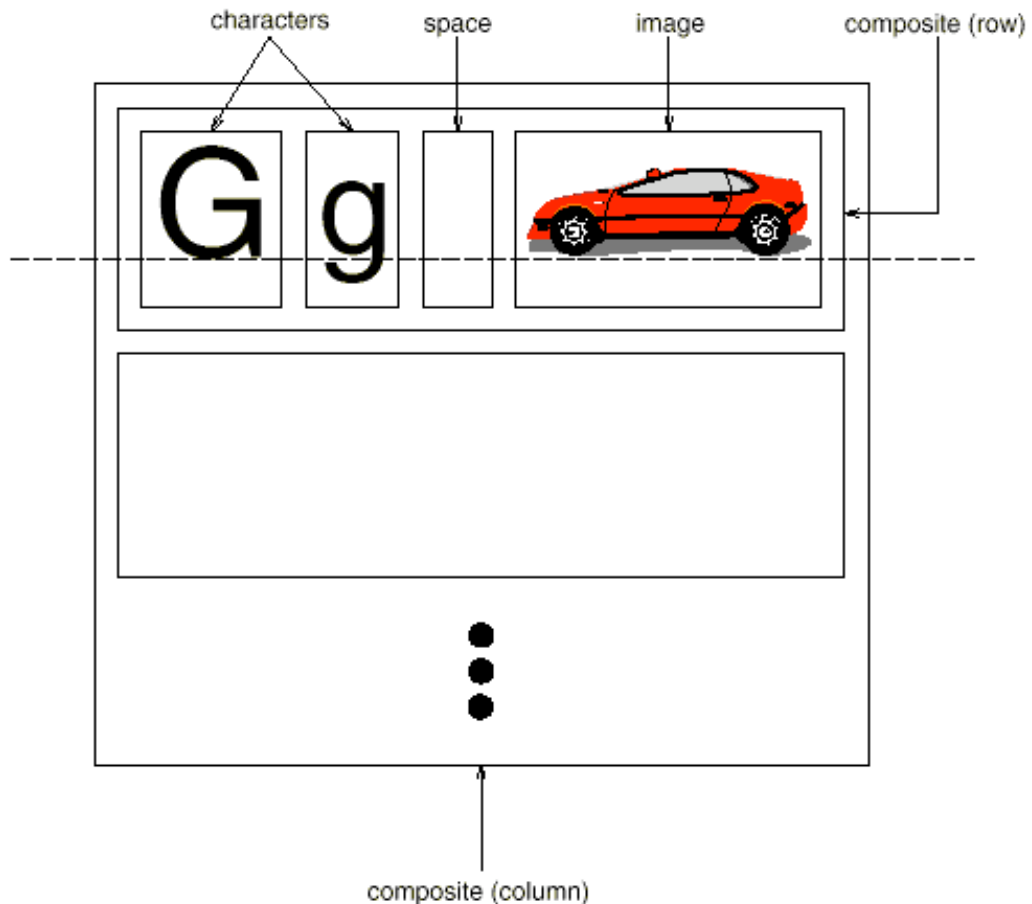 characters space image composite (row)
G g
composite (column)